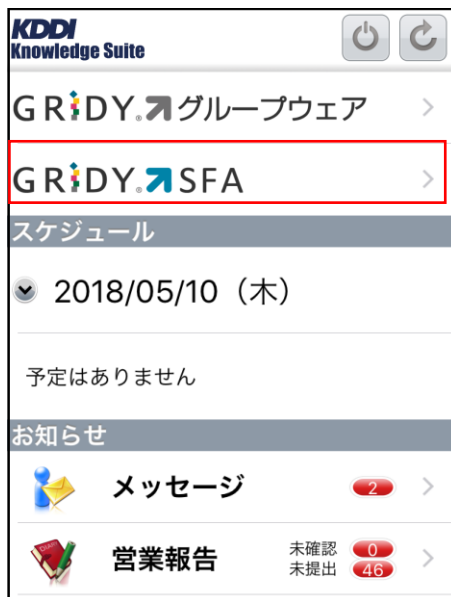 KDDI
Knowledge Suite
GRiDY. グループウェア
GRiDY. SFA
スケジュール
2018/05/10（木）
予定はありません
お知らせ
メッセージ 2
営業報告 未確認 0
未提出 46